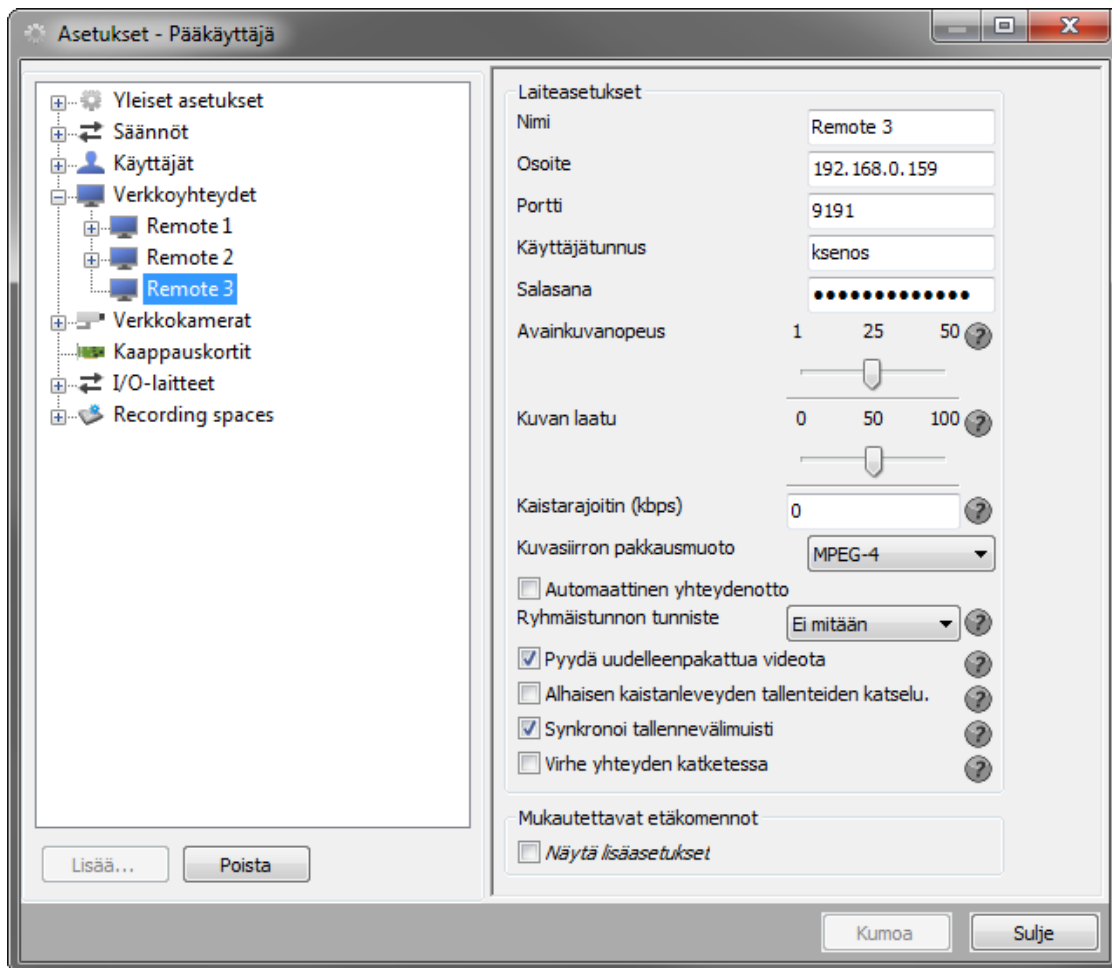 Asetukset - Pääkäyttäjä
Yleiset asetukset
Säännöt
Käyttäjät
Verkkoyhteydet
Remote 1
Remote 2
Remote 3
Verkkokamerat
Kaappauskortit
I/O-laitteet
Recording spaces
Lisää...
Poista
Laiteasetukset
Nimi
Remote 3
Osoite
192.168.0.159
Portti
9191
Käyttäjätunnus
ksenos
Salasana
•••••••••••••
Avainkuvanopeus 1 25 50 ?
Kuvan laatu 0 50 100 ?
Kaistarajoitin (kbps)
0 ?
Kuvasiirron pakkausmuoto
MPEG-4
Automaattinen yhteydenotto
Ryhmäistunnon tunniste
Ei mitään ?
Pyydä uudelleenpakattua videota ?
Alhaisen kaistanleveyden tallenteiden katselu. ?
Synkronoi tallennevälimuisti ?
Virhe yhteyden katketessa ?
Mukautettavat etäkomennot
Näytä lisäasetukset
Kumoa
Sulje